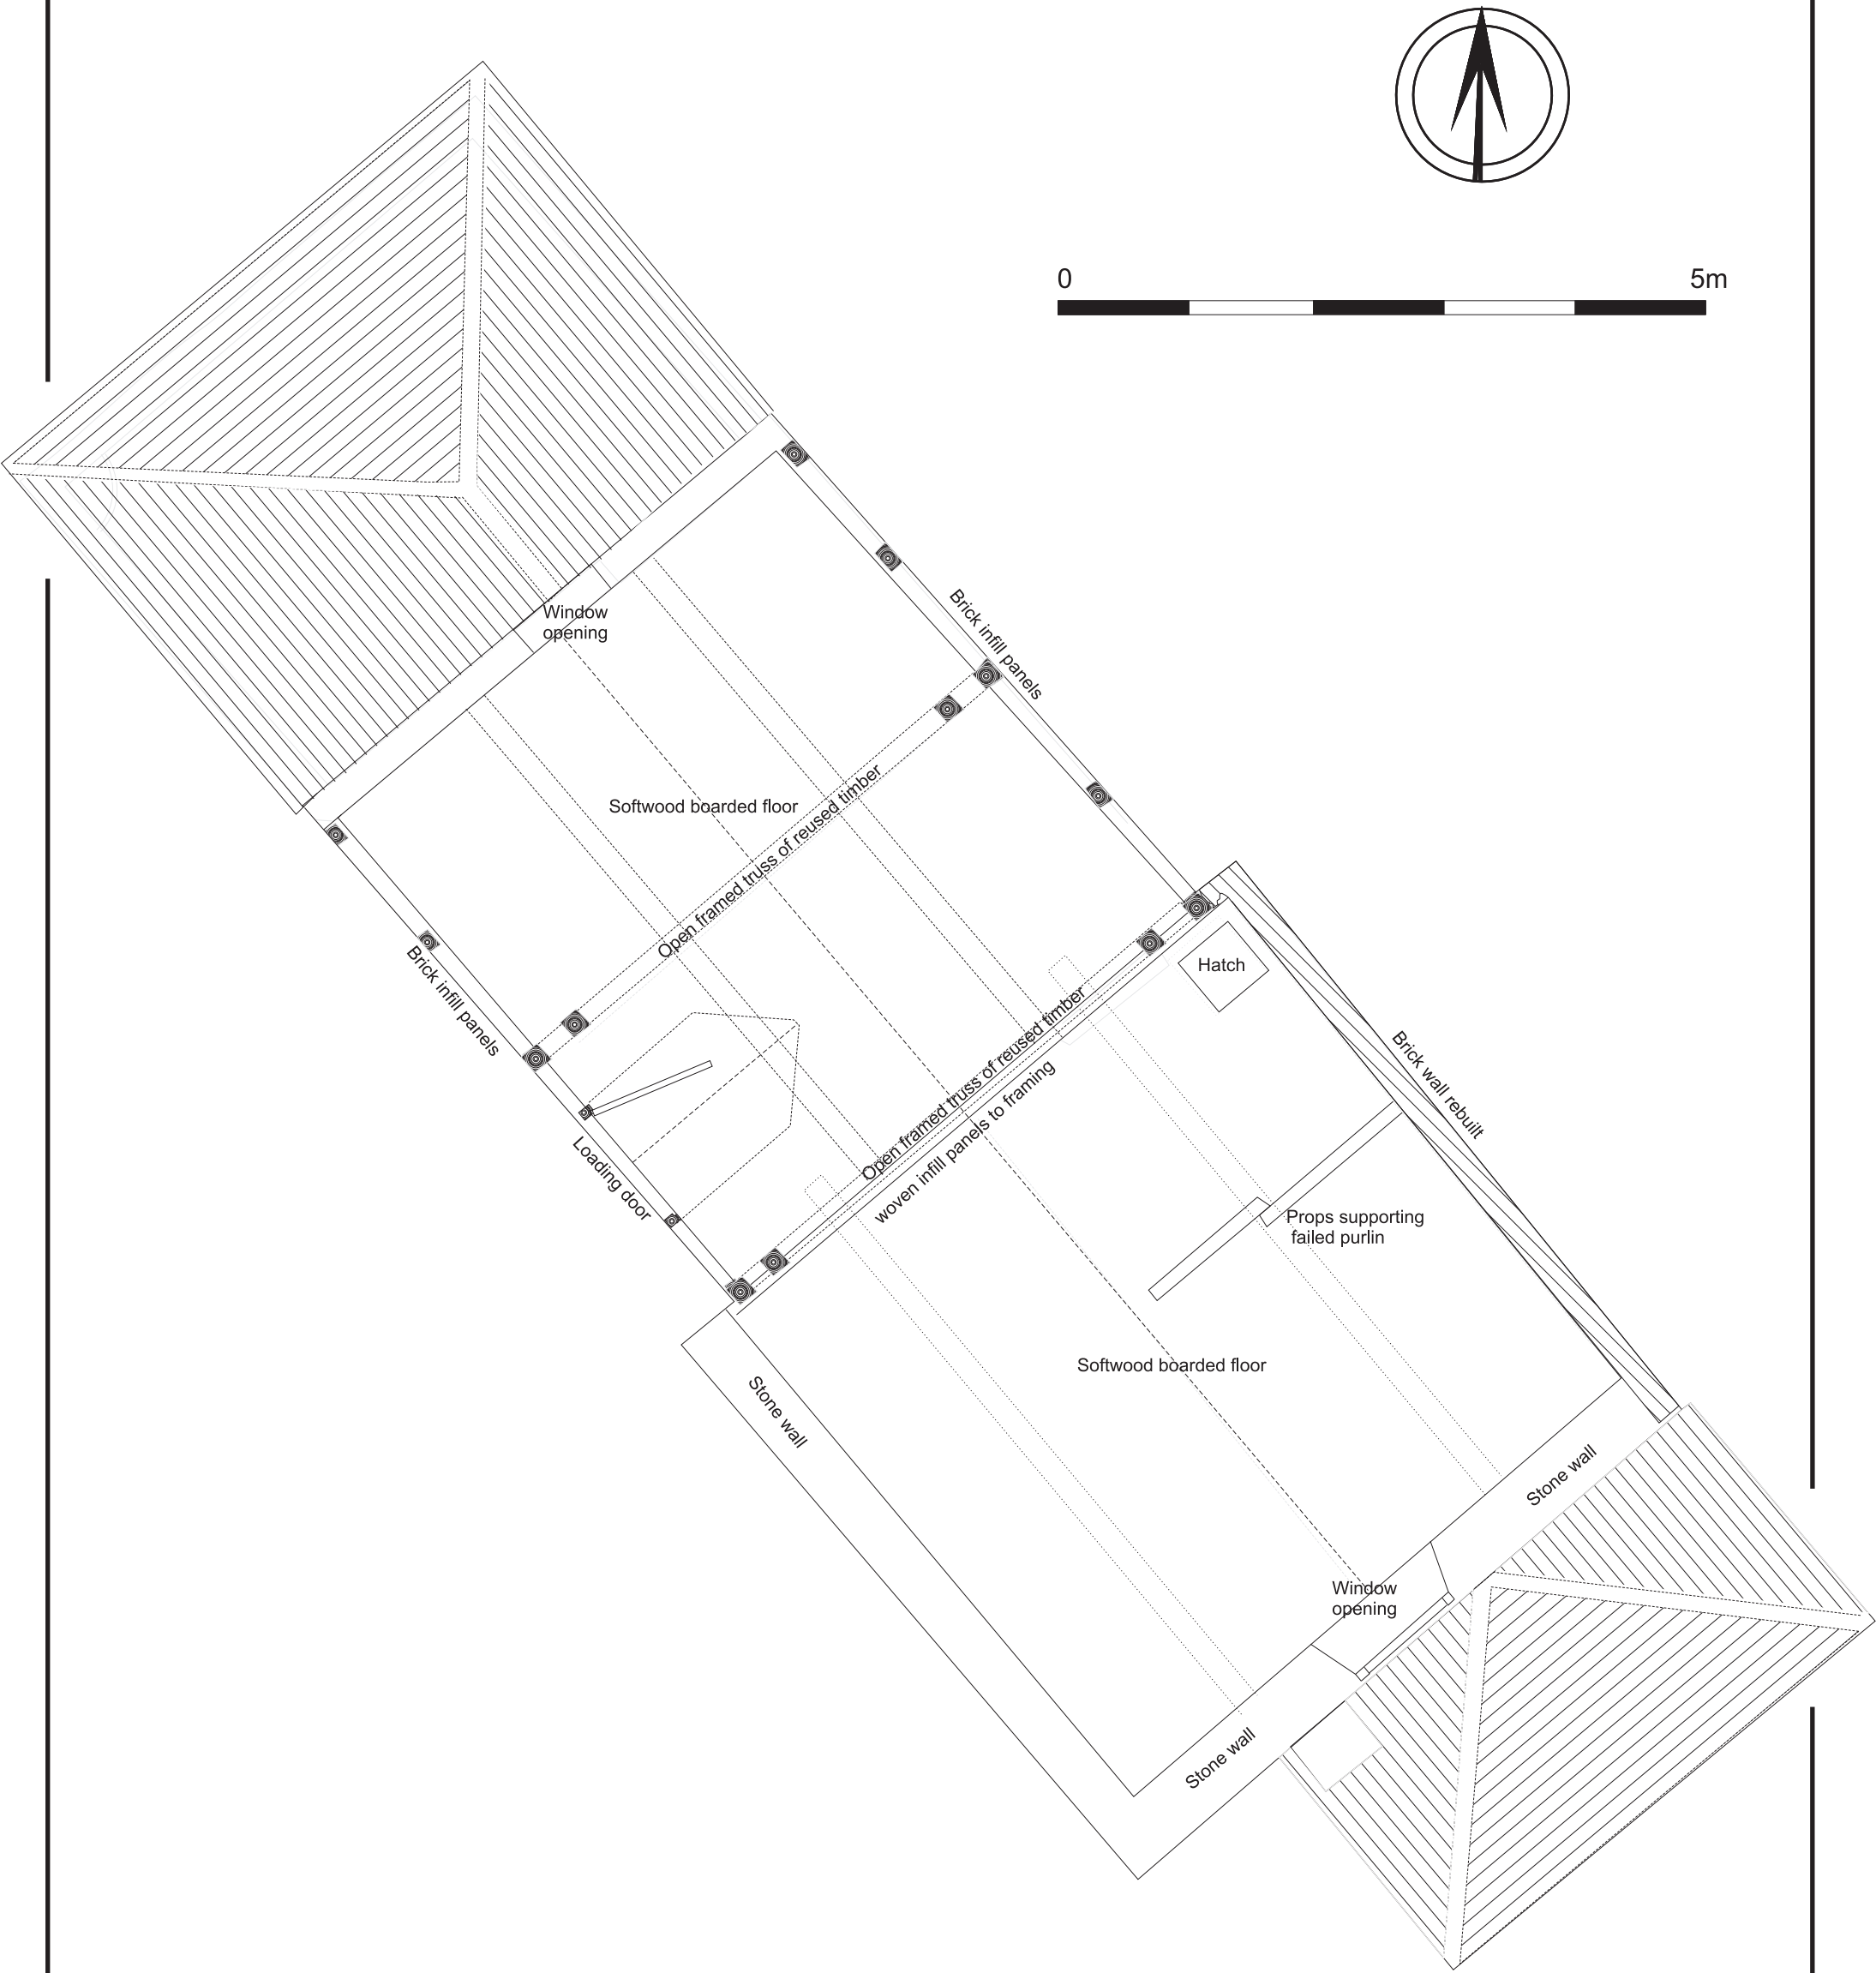 0 5m
Brick infill panels
Window
opening
Softwood boarded floor
Open framed truss of reused timber
Brick infill panels
Hatch
Open framed truss of reused timber
woven infill panels to framing
Brick wall rebuilt
Loading door
Props supporting
failed purlin
Softwood boarded floor
Stone wall
Stone wall
Window
opening
Stone wall